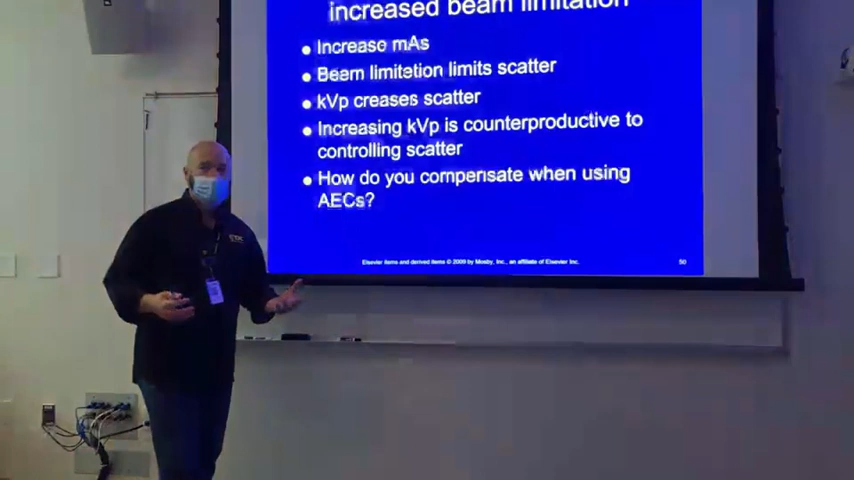 increased beam limitation
Increase mAs
Beam limitation limits scatter
kVp creases scatter
Increasing kVp is counterproductive to
controlling scatter
How do you compensate when using
AECs?
Elsevier items and derived items © 2009 by Mosby, Inc., an affiliate of Elsevier Inc.
50